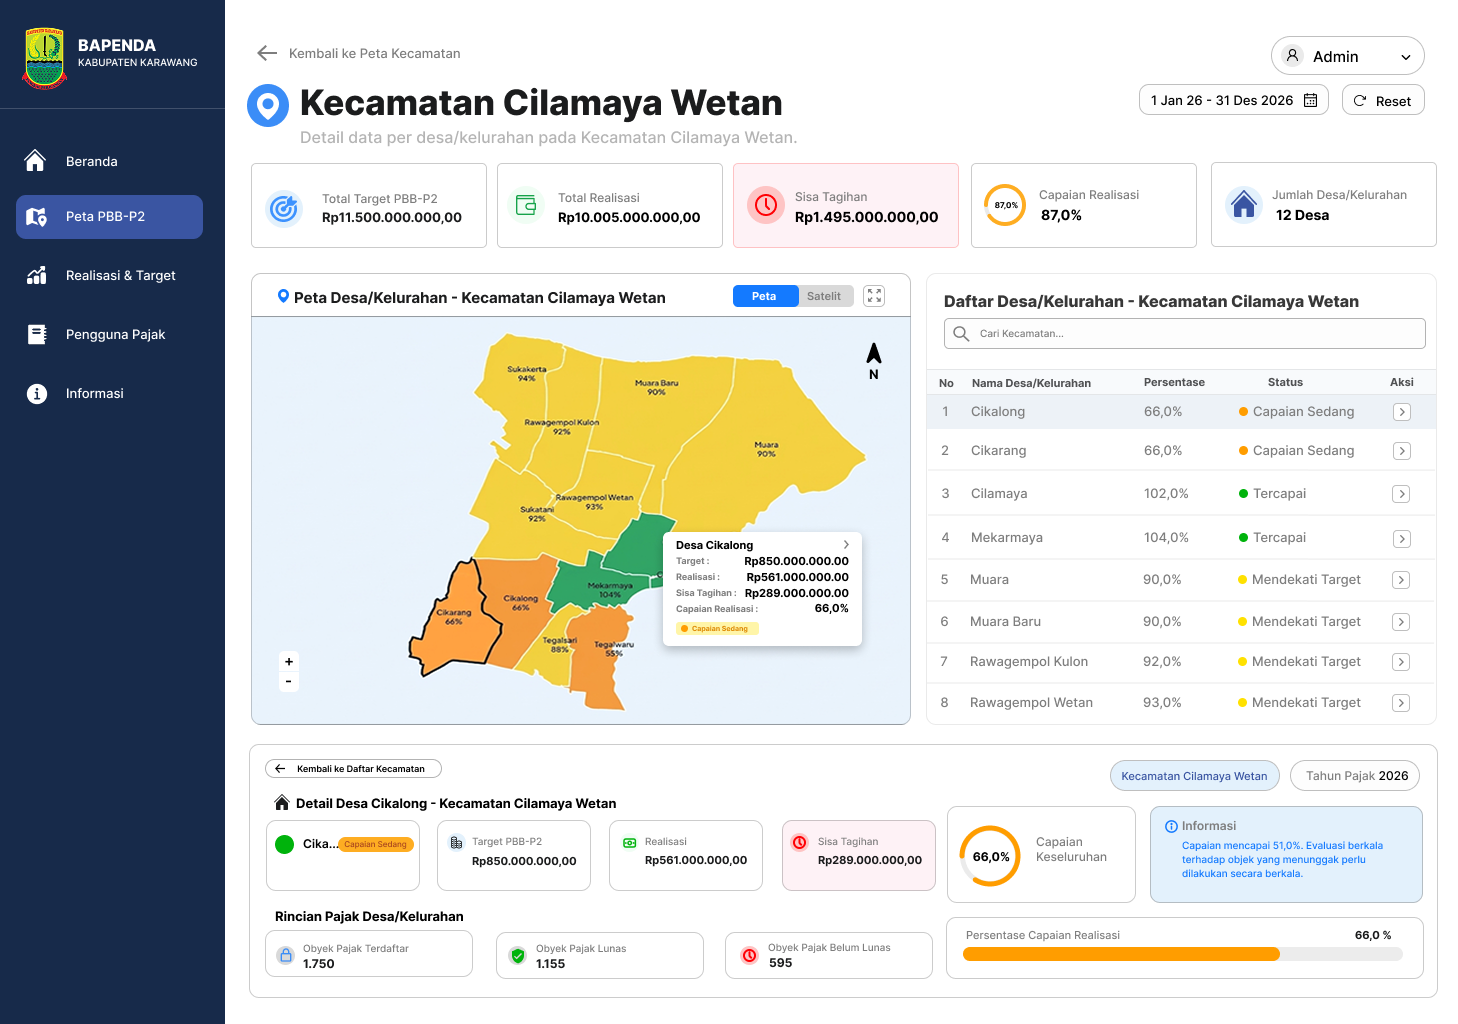 BAPENDA
KABUPATEN KARAWANG
Beranda
Peta PBB-P2
Realisasi & Target
Pengguna Pajak
Informasi
Kembali ke Peta Kecamatan
Admin
Kecamatan Cilamaya Wetan
Detail data per desa/kelurahan pada Kecamatan Cilamaya Wetan.
1 Jan 26 - 31 Des 2026
Reset
Total Target PBB-P2
Rp11.500.000.000,00
Total Realisasi
Rp10.005.000.000,00
Sisa Tagihan
Rp1.495.000.000,00
87,0%
Capaian Realisasi
87,0%
Jumlah Desa/Kelurahan
12 Desa
Peta Desa/Kelurahan - Kecamatan Cilamaya Wetan
Peta
Satelit
N
Sukakerta
94%
Muara Baru
90%
Rawagempol Kulon
92%
Muara
90%
Rawagempol Wetan
93%
Sukatani
92%
Mekarmaya
104%
Cikalong
66%
Cikarang
66%
Tegalsari
88%
Tegalwaru
55%
C
Desa Cikalong
Target : Rp850.000.000.00
Realisasi : Rp561.000.000.00
Sisa Tagihan : Rp289.000.000.00
Capaian Realisasi : 66,0%
Capaian Sedang
+
-
Daftar Desa/Kelurahan - Kecamatan Cilamaya Wetan
Cari Kecamatan...
No Nama Desa/Kelurahan Persentase Status Aksi
1 Cikalong 66,0% Capaian Sedang
2 Cikarang 66,0% Capaian Sedang
3 Cilamaya 102,0% Tercapai
4 Mekarmaya 104,0% Tercapai
5 Muara 90,0% Mendekati Target
6 Muara Baru 90,0% Mendekati Target
7 Rawagempol Kulon 92,0% Mendekati Target
8 Rawagempol Wetan 93,0% Mendekati Target
Kembali ke Daftar Kecamatan
Kecamatan Cilamaya Wetan
Tahun Pajak 2026
Detail Desa Cikalong - Kecamatan Cilamaya Wetan
Cika...
Capaian Sedang
Target PBB-P2
Rp850.000.000,00
Realisasi
Rp561.000.000,00
Sisa Tagihan
Rp289.000.000,00
66,0%
Capaian
Keseluruhan
Informasi
Capaian mencapai 51,0%. Evaluasi berkala
terhadap objek yang menunggak perlu
dilakukan secara berkala.
Rincian Pajak Desa/Kelurahan
Obyek Pajak Terdaftar
1.750
Obyek Pajak Lunas
1.155
Obyek Pajak Belum Lunas
595
Persentase Capaian Realisasi
66,0 %